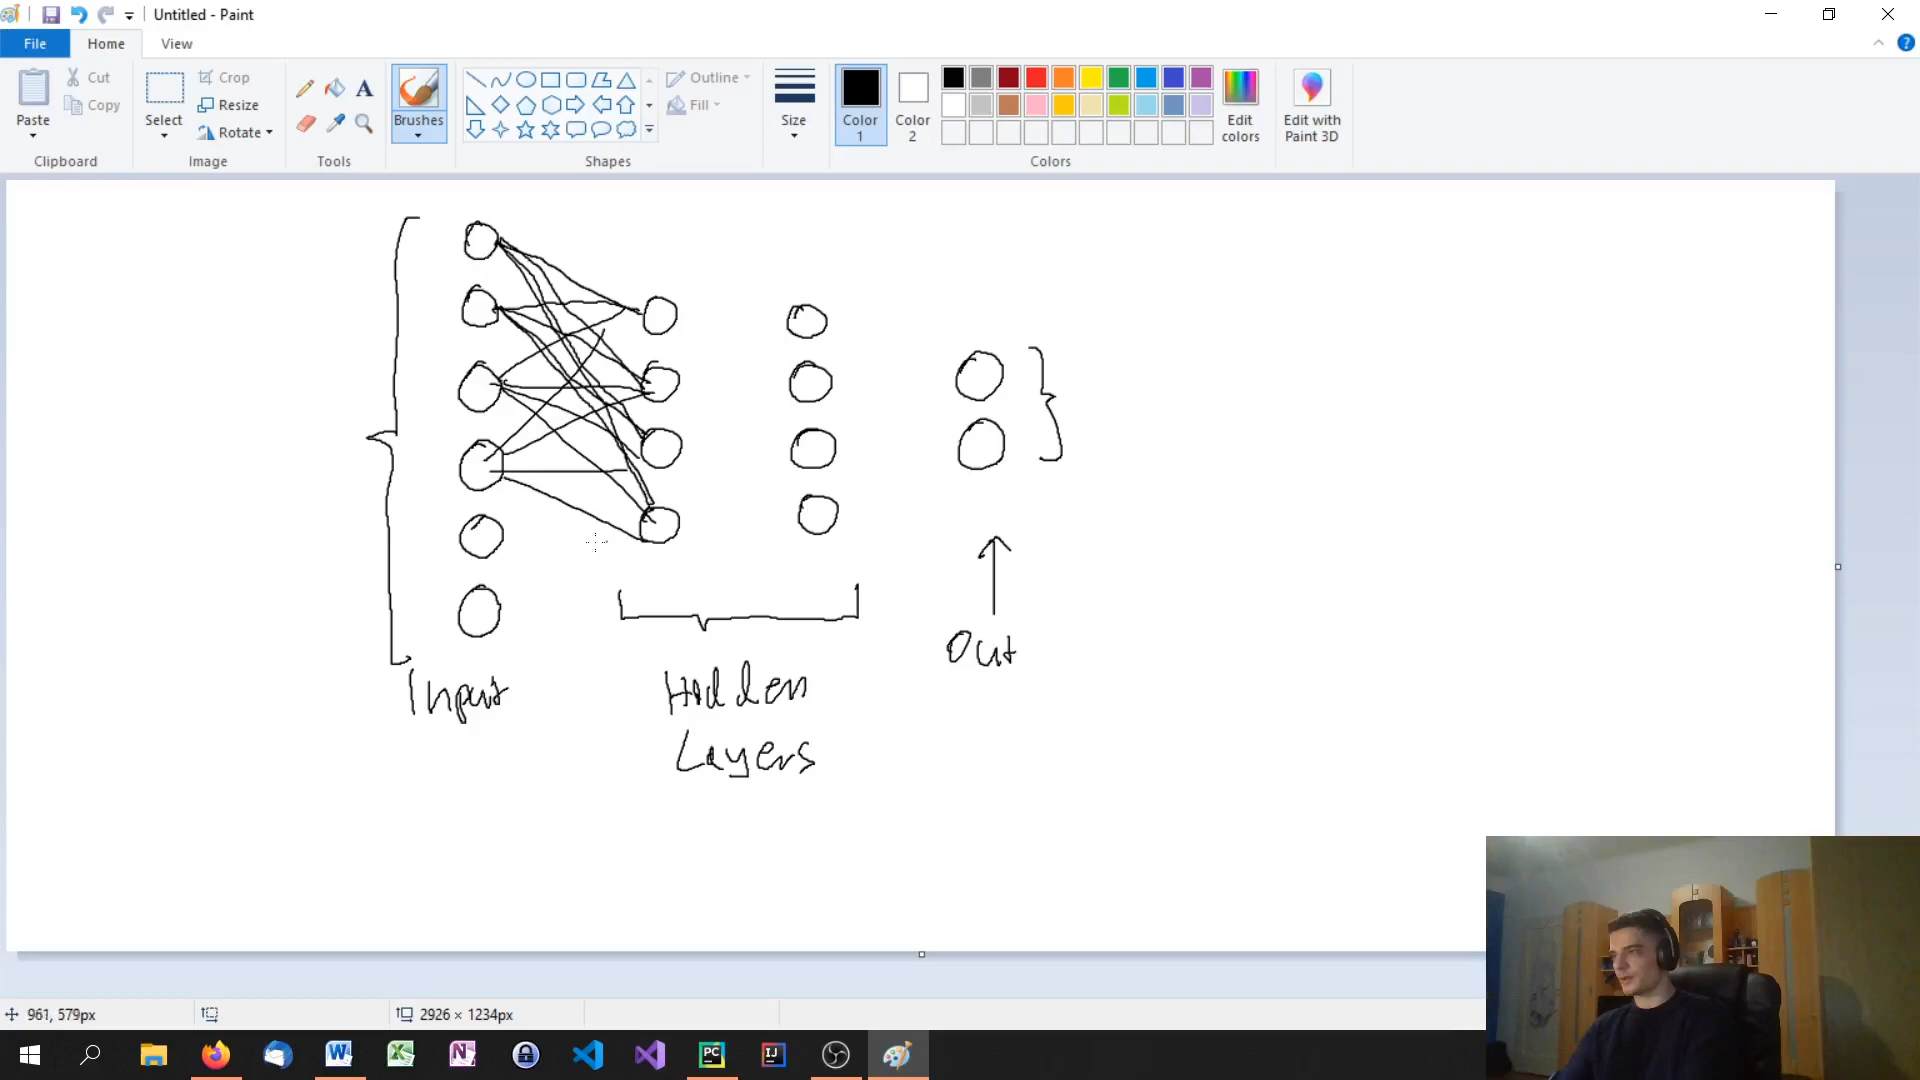 Untitled - Paint
File Home View
Paste
Cut
Copy
Clipboard
Select
Crop
Resize
Rotate
Image
Tools
Brushes
Shapes
Outline
Fill
Size
Color 1
Color 2
Edit colors
Colors
Edit with Paint 3D
Input
Hidden
Layers
Out
961, 579px
2926 × 1234px